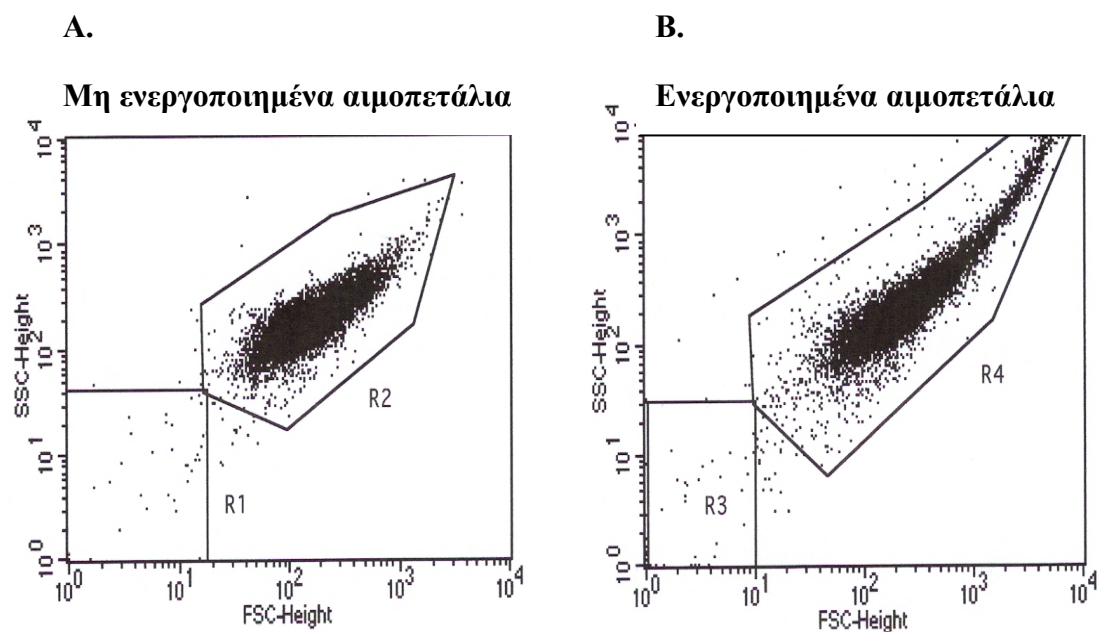 A.
B.
Μη ενεργοποιημένα αιμοπετάλια
Ενεργοποιημένα αιμοπετάλια
10^4
10^3
10^2
10^1
10^0
SSC-Height
R2
R1
10^0 10^1 10^2 10^3 10^4
FSC-Height
10^4
10^3
10^2
10^1
10^0
SSC-Height
R4
R3
10^0 10^1 10^2 10^3 10^4
FSC-Height